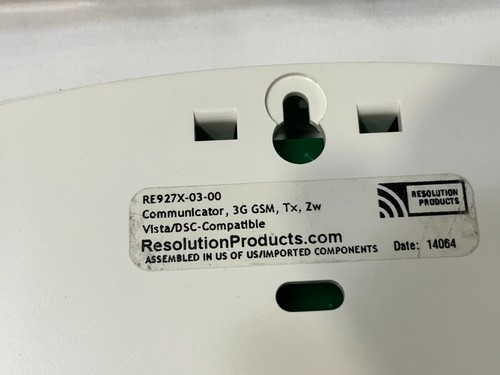 RE927X-03-00
Communicator, 3G GSM, Tx, Zw
Vista/DSC-Compatible
ResolutionProducts.com
ASSEMBLED IN US OF US/IMPORTED COMPONENTS
RESOLUTION
PRODUCTS
Date: 14064